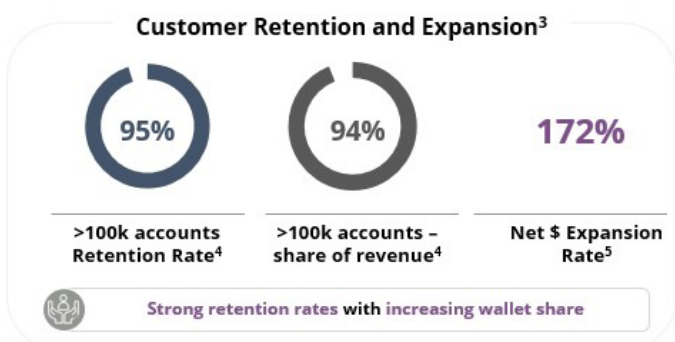 Customer Retention and Expansion³
95%
94%
172%
>100k accounts
Retention Rate⁴
>100k accounts –
share of revenue⁴
Net $ Expansion
Rate⁵
Strong retention rates with increasing wallet share